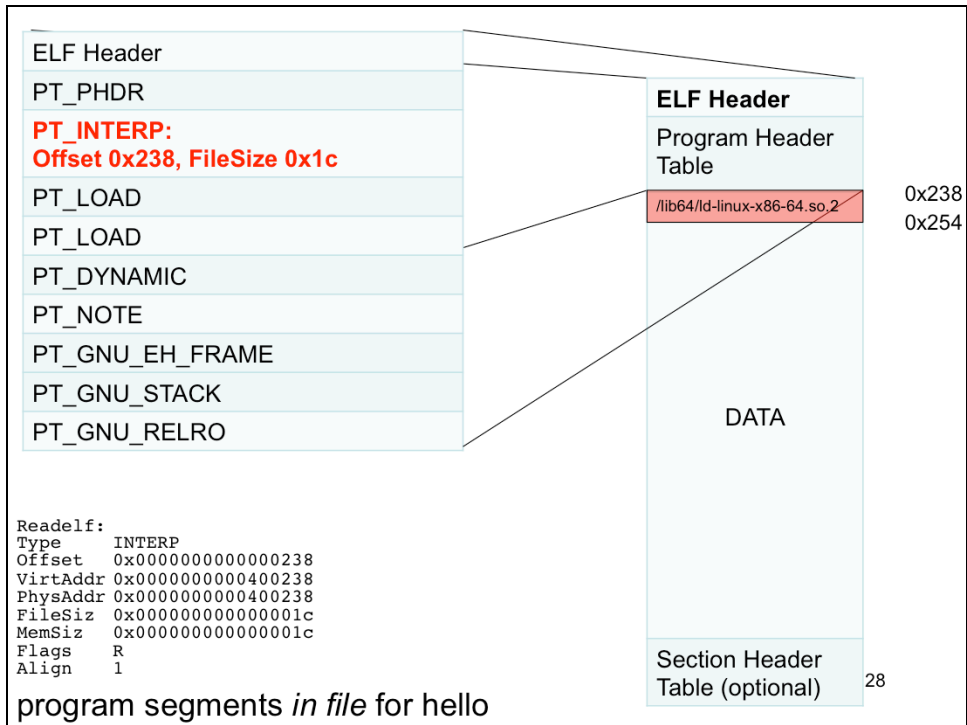 ELF Header
PT_PHDR
PT_INTERP:
Offset 0x238, FileSize 0x1c
PT_LOAD
PT_LOAD
PT_DYNAMIC
PT_NOTE
PT_GNU_EH_FRAME
PT_GNU_STACK
PT_GNU_RELRO
ELF Header
Program Header
Table
/lib64/ld-linux-x86-64.so.2
0x238
0x254
DATA
Section Header
Table (optional)
28
Readelf:
Type INTERP
Offset 0x0000000000000238
VirtAddr 0x0000000000400238
PhysAddr 0x0000000000400238
FileSiz 0x000000000000001c
MemSiz 0x000000000000001c
Flags R
Align 1
program segments in file for hello